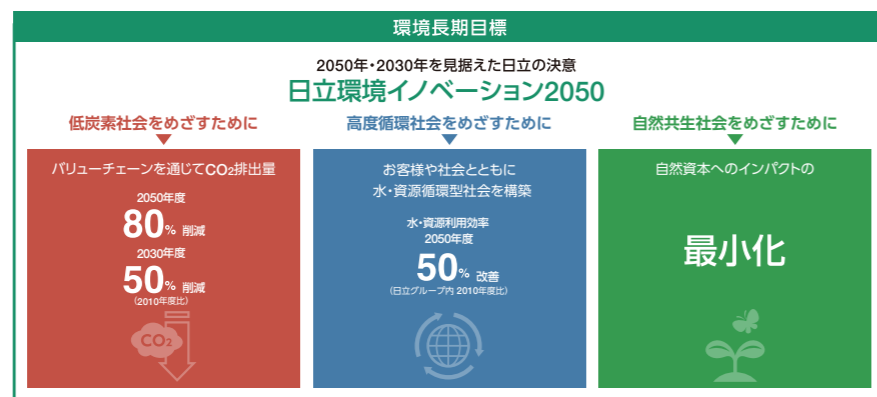 環境長期目標
2050年・2030年を見据えた日立の決意
日立環境イノベーション2050
低炭素社会をめざすために
バリューチェーンを通じてCO₂排出量
2050年度
80% 削減
2030年度
50% 削減
(2010年度比)
CO₂
高度循環社会をめざすために
お客様や社会とともに
水・資源循環型社会を構築
水・資源利用効率
2050年度
50% 改善
(日立グループ内 2010年度比)
自然共生社会をめざすために
自然資本へのインパクトの
最小化